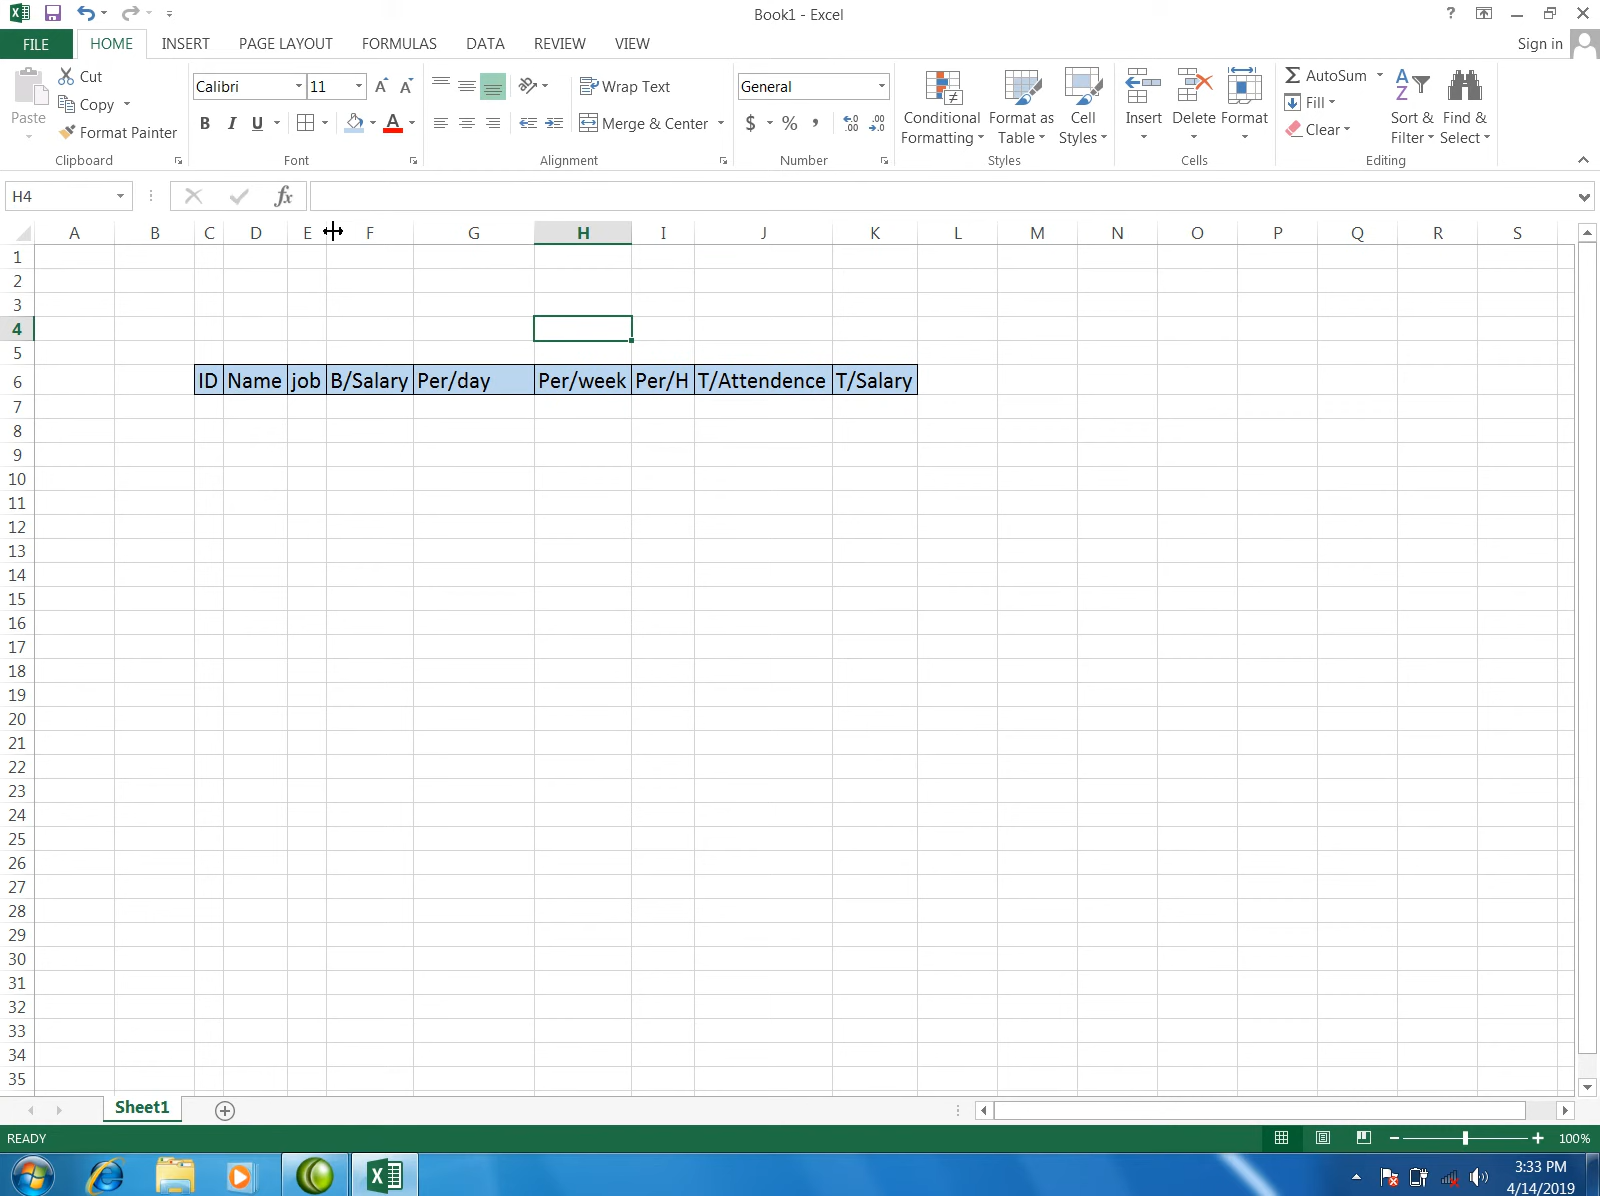 Book1 - Excel
?
FILE HOME INSERT PAGE LAYOUT FORMULAS DATA REVIEW VIEW Sign in
Paste Cut Copy Format Painter Clipboard
Calibri 11 A A B I U A Font
Wrap Text Merge & Center Alignment
General $ % , .00 .0 Number
Conditional Formatting Format as Table Cell Styles Styles
Insert Delete Format Cells
AutoSum Fill Clear Sort & Filter Find & Select Editing
H4 fx
A B C D E F G H I J K L M N O P Q R S
1
2
3
4
5
6 ID Name job B/Salary Per/day Per/week Per/H T/Attendence T/Salary
7
8
9
10
11
12
13
14
15
16
17
18
19
20
21
22
23
24
25
26
27
28
29
30
31
32
33
34
35
Sheet1
READY 100%
3:33 PM
4/14/2019